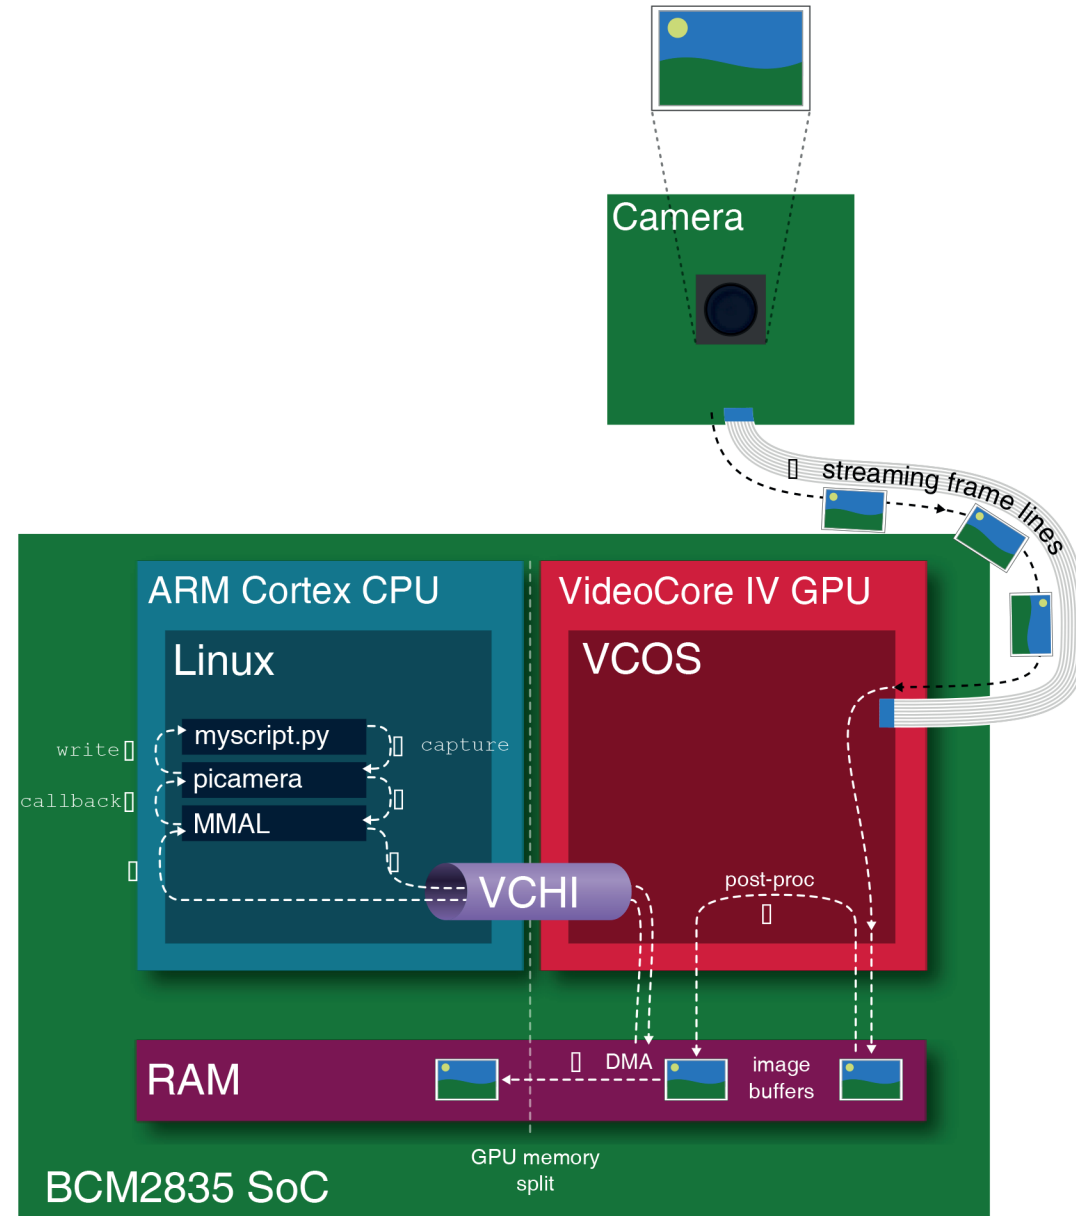 Camera
▯ streaming frame lines
ARM Cortex CPU
VideoCore IV GPU
Linux
VCOS
myscript.py
write▯
▯ capture
picamera
callback▯
▯
MMAL
▯
▯
VCHI
post-proc
▯
RAM
▯ DMA
image
buffers
GPU memory
split
BCM2835 SoC